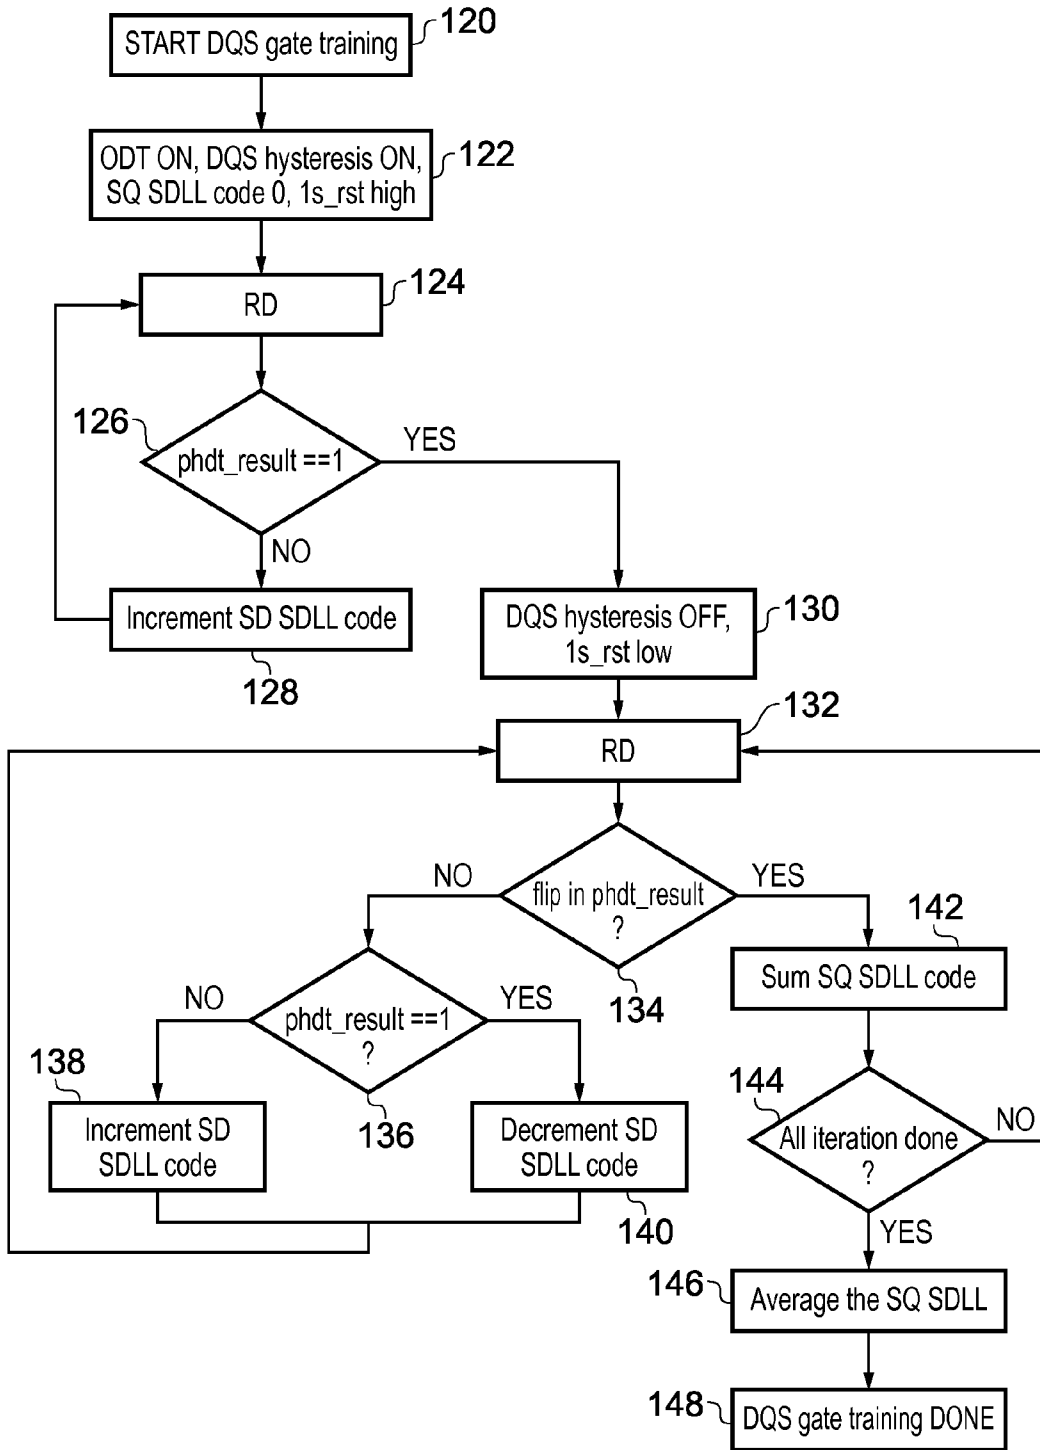 START DQS gate training
120
ODT ON, DQS hysteresis ON,
SQ SDLL code 0, 1s_rst high
122
RD
124
126
phdt_result ==1
YES
NO
Increment SD SDLL code
128
DQS hysteresis OFF,
1s_rst low
130
RD
132
NO
flip in phdt_result
?
YES
134
NO
phdt_result ==1
?
YES
136
138
Increment SD
SDLL code
Decrement SD
SDLL code
140
142
Sum SQ SDLL code
144
All iteration done
?
NO
YES
146
Average the SQ SDLL
148
DQS gate training DONE